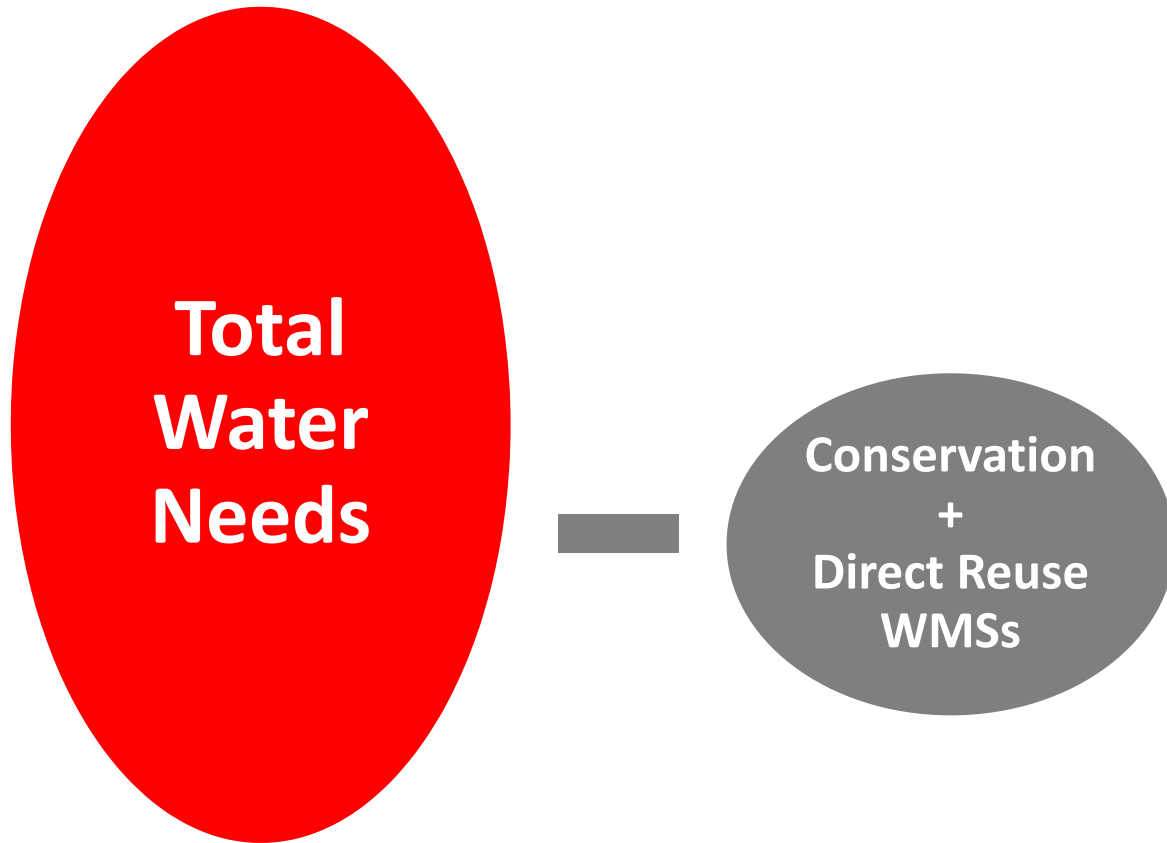 Total
Water
Needs
Conservation
+
Direct Reuse
WMSs